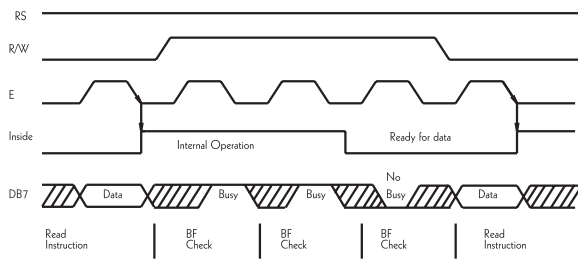 RS
R/W
E
Inside
Internal Operation
Ready for data
DB7
Data
Busy
Busy
No
Busy
Data
Read
Instruction
BF
Check
BF
Check
BF
Check
Read
Instruction